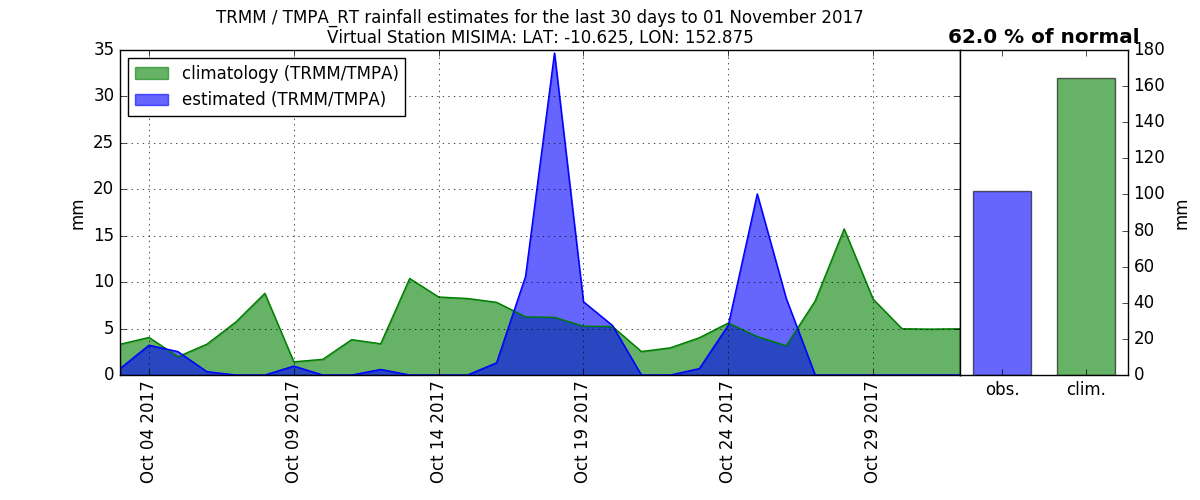 TRMM / TMPA_RT rainfall estimates for the last 30 days to 01 November 2017
Virtual Station MISIMA: LAT: -10.625, LON: 152.875
62.0 % of normal
climatology (TRMM/TMPA)
estimated (TRMM/TMPA)
mm
35
30
25
20
15
10
5
0
Oct 04 2017
Oct 09 2017
Oct 14 2017
Oct 19 2017
Oct 24 2017
Oct 29 2017
obs.
clim.
180
160
140
120
100
80
60
40
20
0
mm